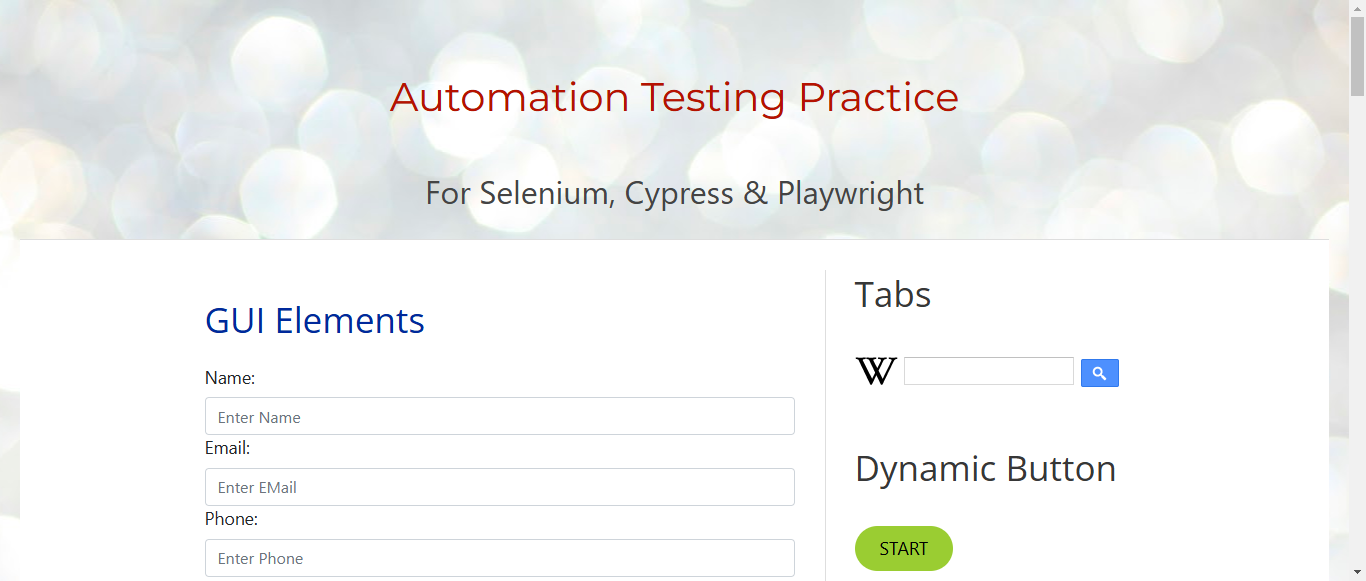 Automation Testing Practice
For Selenium, Cypress & Playwright
GUI Elements
Name:
Enter Name
Email:
Enter EMail
Phone:
Enter Phone
Tabs
W
Dynamic Button
START